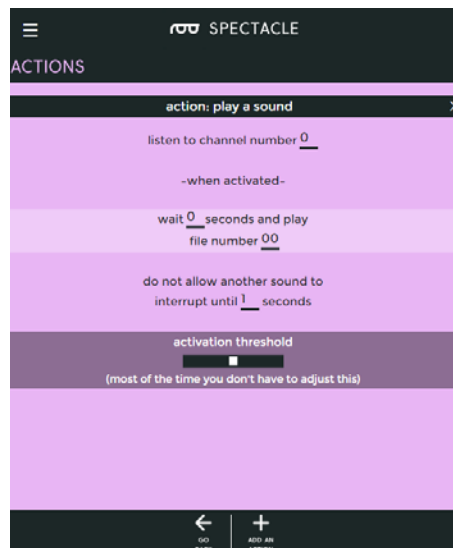 SPECTACLE
ACTIONS
action: play a sound
listen to channel number 0
-when activated-
wait 0 seconds and play
file number 00
do not allow another sound to
interrupt until 1 seconds
activation threshold
(most of the time you don't have to adjust this)
GO ADD AN